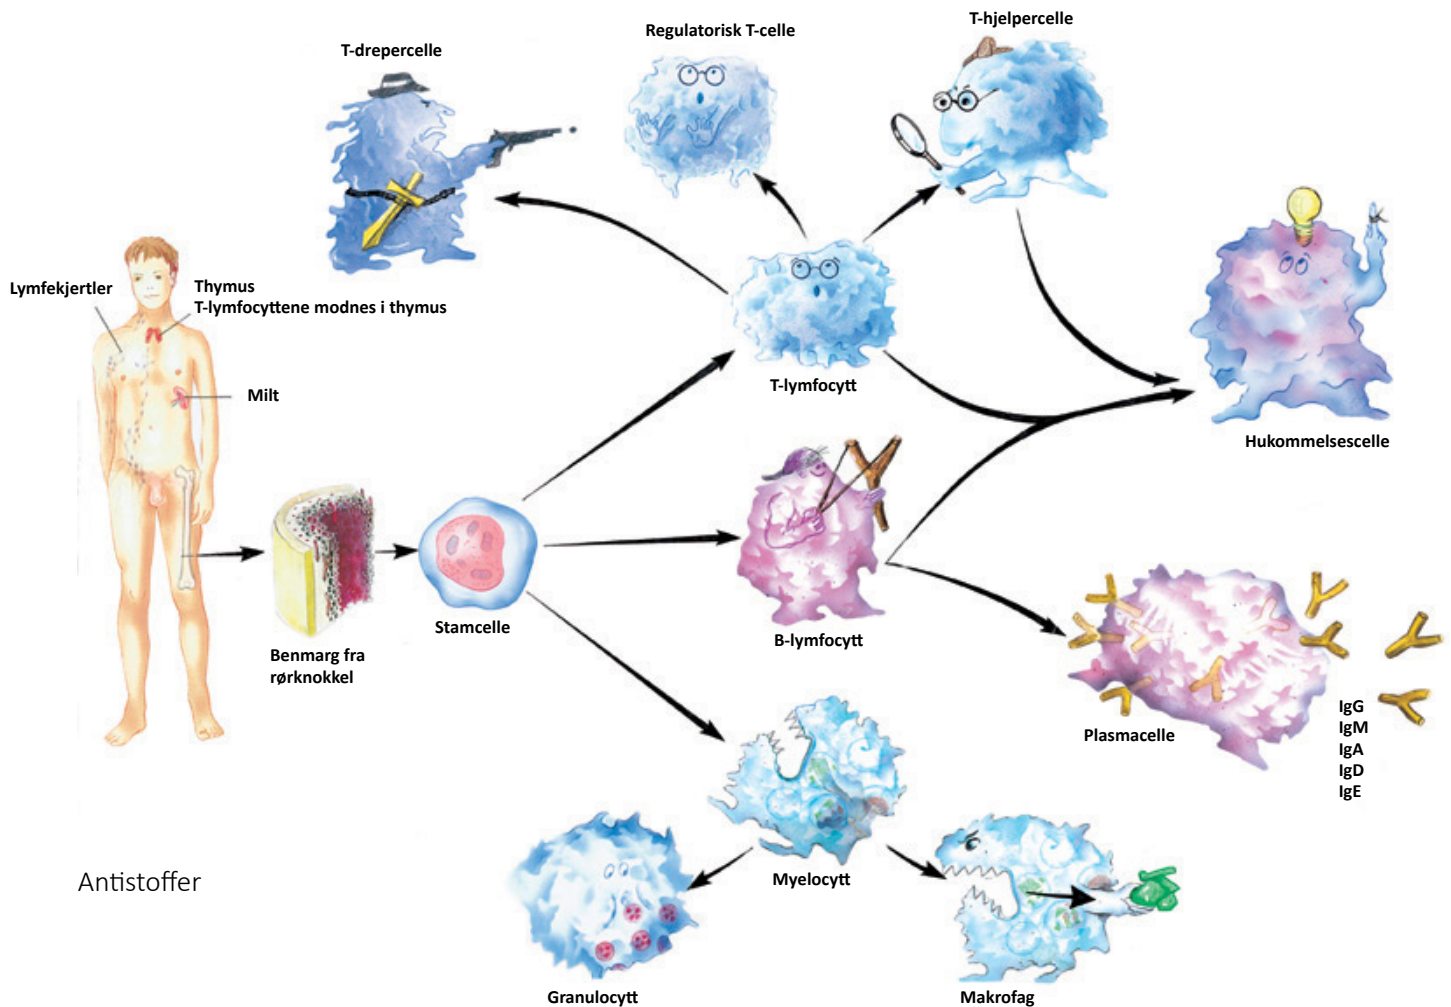 T-drepercelle
Regulatorisk T-celle
T-hjelpercelle
Lymfekjertler
Thymus
T-lymfocyttene modnes i thymus
Milt
T-lymfocytt
Hukommelsescelle
Benmarg fra
rørknokkel
Stamcelle
B-lymfocytt
Plasmacelle
IgG
IgM
IgA
IgD
IgE
Myelocytt
Antistoffer
Granulocytt
Makrofag